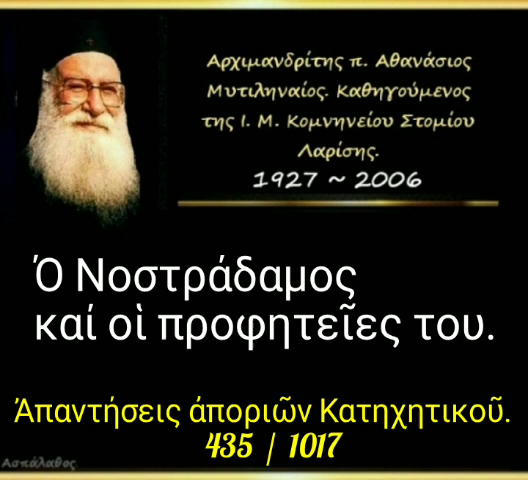 Αρχιμανδρίτης π. Αθανάσιος
Μυτιληναίος. Καθηγούμενος
της Ι. Μ. Κομνηνείου Στομίου
Λαρίσης.
1927 ~ 2006
Ὁ Νοστράδαμος
καί οἱ προφητεῖες του.
Ἀπαντήσεις ἀποριῶν Κατηχητικοῦ.
435 / 1017
Ασπάλαθος